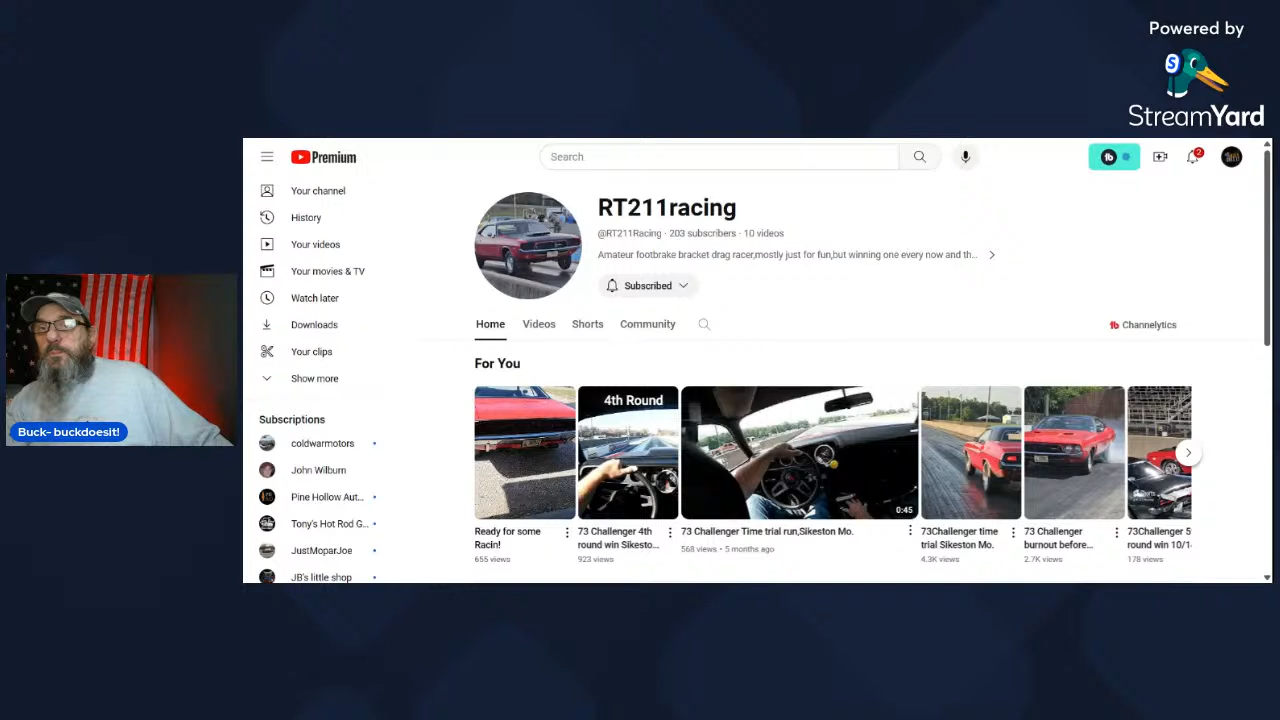 Powered by
StreamYard
Premium
Search
2
Your channel
History
Your videos
Your movies & TV
Watch later
Downloads
Your clips
Show more
Subscriptions
coldwarmotors
John Wilburn
Pine Hollow Aut...
Tony's Hot Rod G...
JustMoparJoe
JB's little shop
RT211racing
@RT211Racing · 203 subscribers · 10 videos
Amateur footbrake bracket drag racer,mostly just for fun,but winning one every now and th...
Subscribed
Home
Videos
Shorts
Community
Channelytics
For You
4th Round
0:45
Ready for some
Racin!
655 views
73 Challenger 4th
round win Sikesto...
923 views
73 Challenger Time trial run,Sikeston Mo.
568 views · 5 months ago
73Challenger time
trial Sikeston Mo.
4.3K views
73 Challenger
burnout before...
2.7K views
73Challenger 5
round win 10/1
178 views
Buck- buckdoesit!